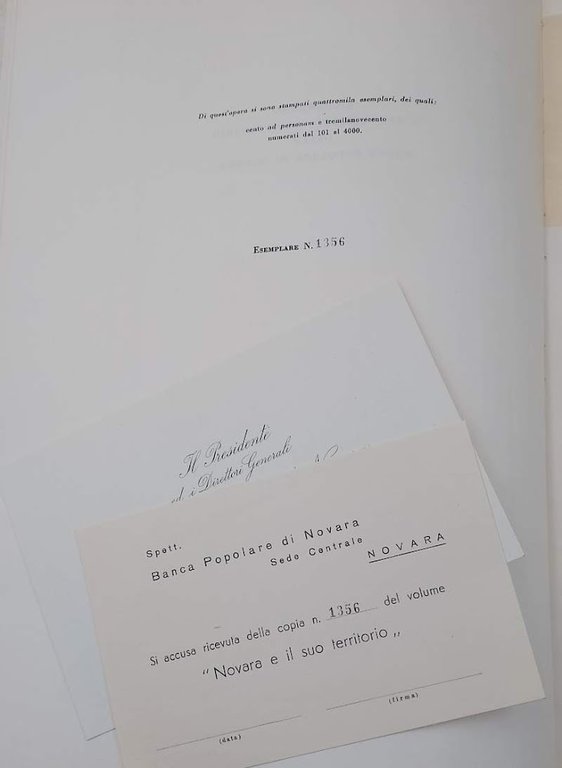 Di quest'opera si sono stampati quattromila esemplari, dei quali:
cento ad personam e tremilanovecento
numerati dal 101 al 4000.
Esemplare N. 1356
Il Presidente
ed i Direttori Generali
Spett.
Banca Popolare di Novara
Sede Centrale
NOVARA
Si accusa ricevuta della copia n. 1356 del volume
"Novara e il suo territorio„
(data)
(firma)